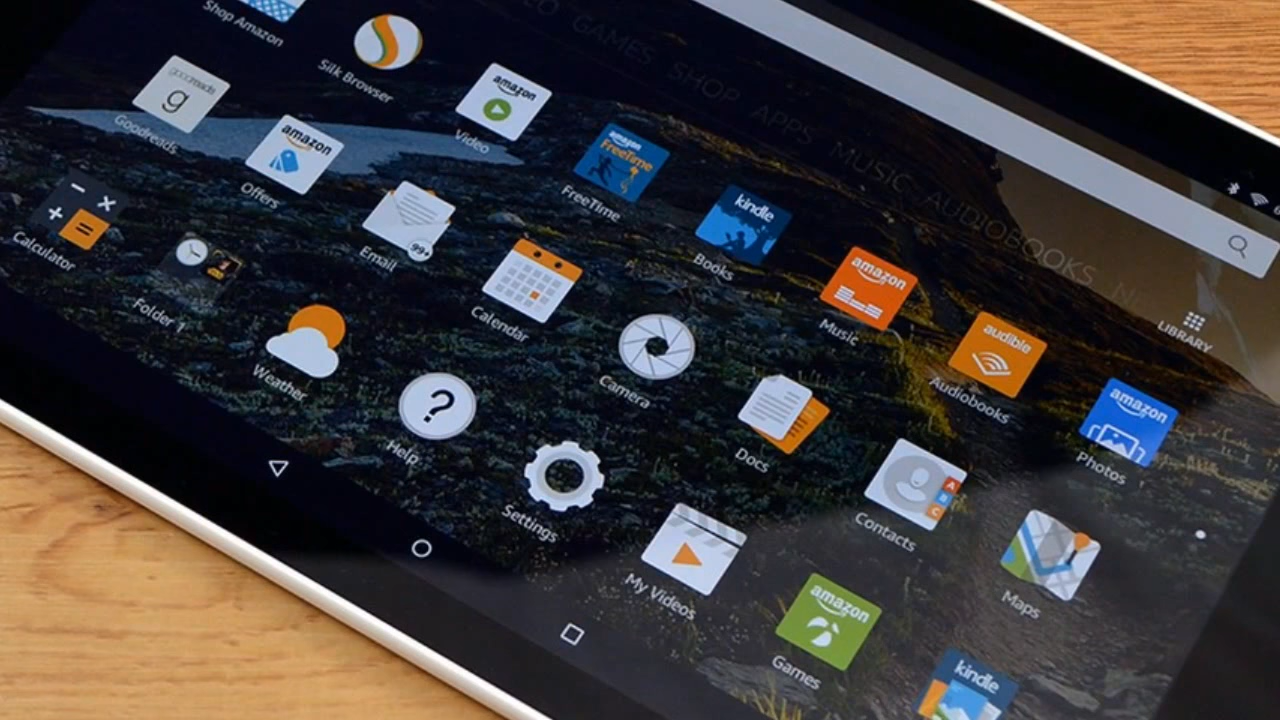 VIDEO GAMES SHOP APPS MUSIC AUDIOBOOKS
LIBRARY
Shop Amazon
Silk Browser
amazon
Video
amazon
FreeTime
FreeTime
kindle
Books
amazon
Music
audible
Audiobooks
amazon
Photos
goodreads
g
Goodreads
amazon
Offers
99+
Email
Calendar
Camera
Docs
A
B
C
Contacts
Maps
Calculator
Folder 1
Weather
?
Help
Settings
My Videos
amazon
Games
kindle